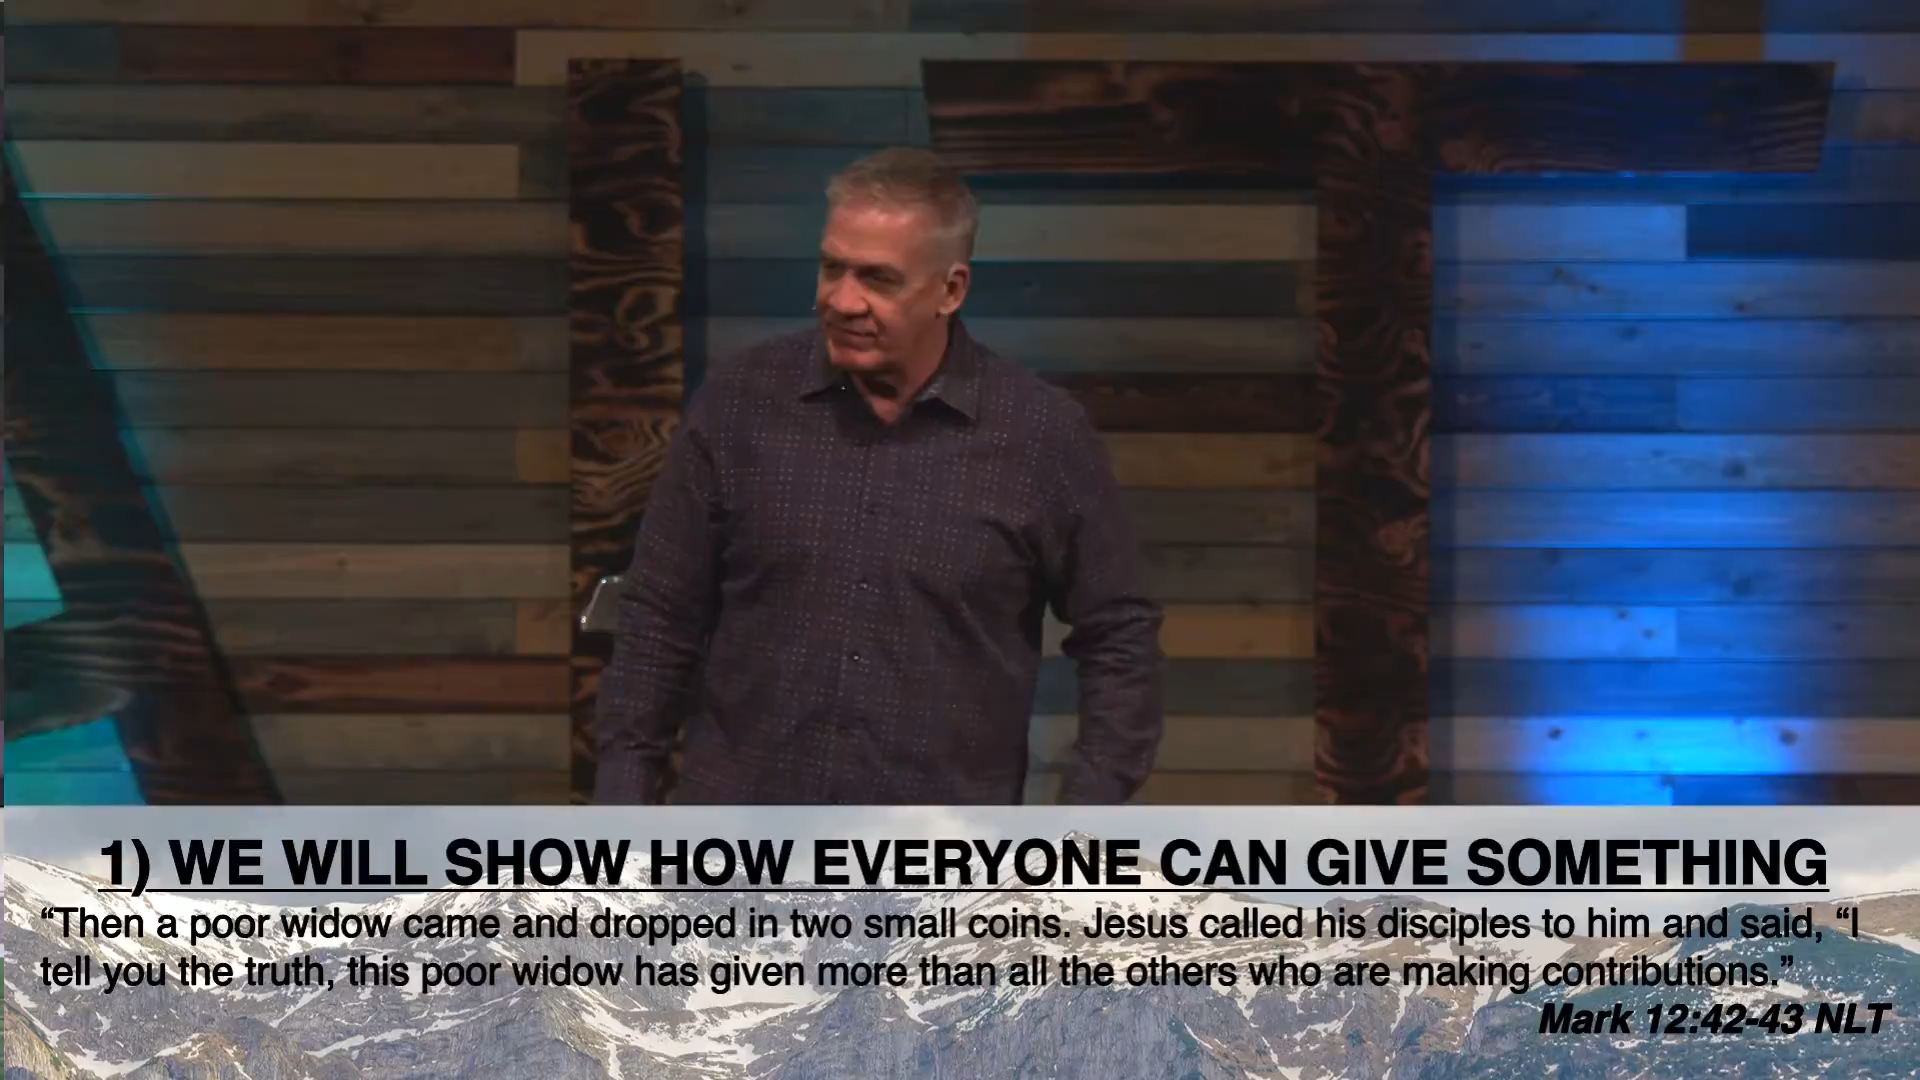 1) WE WILL SHOW HOW EVERYONE CAN GIVE SOMETHING
“Then a poor widow came and dropped in two small coins. Jesus called his disciples to him and said, “I
tell you the truth, this poor widow has given more than all the others who are making contributions.”
Mark 12:42-43 NLT